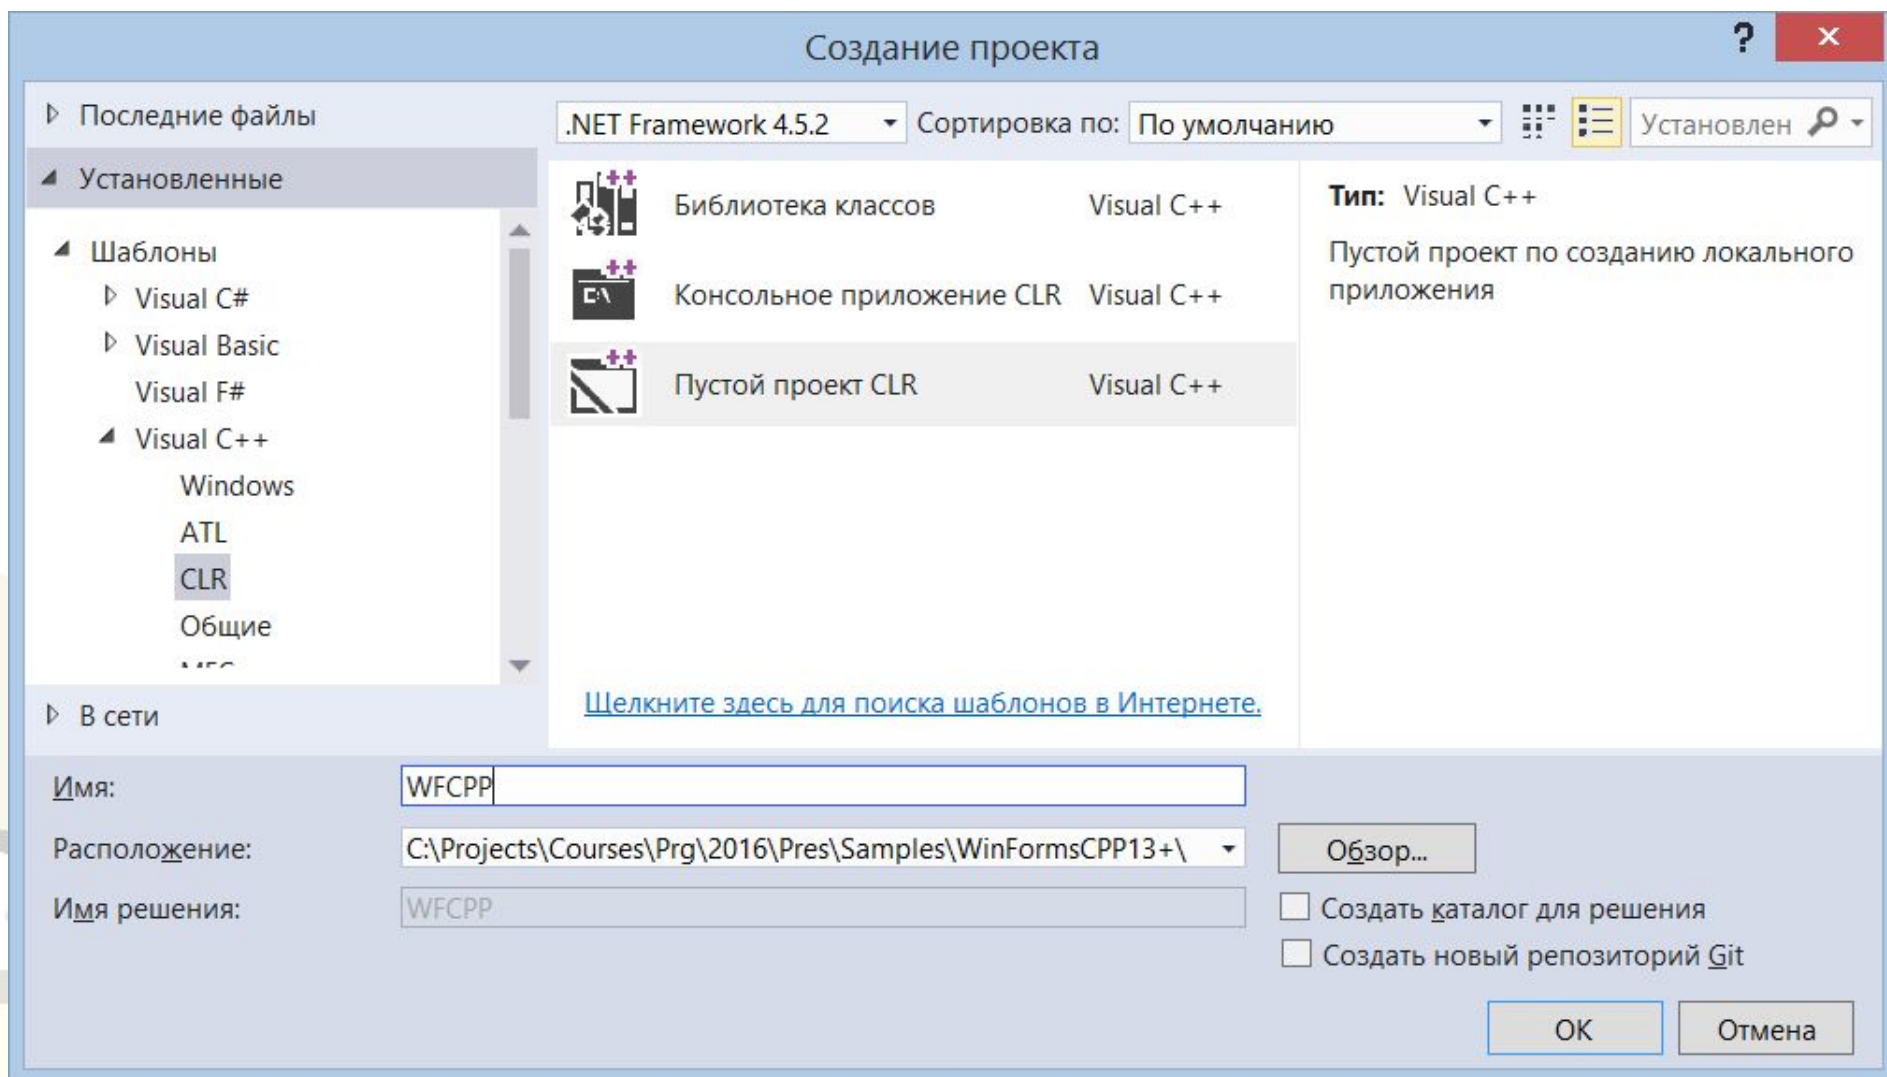 Создание проекта
?
Последние файлы
.NET Framework 4.5.2
Сортировка по:
По умолчанию
Установлен
Установленные
Шаблоны
Visual C#
Visual Basic
Visual F#
Visual C++
Windows
ATL
CLR
Общие
В сети
Библиотека классов Visual C++
Консольное приложение CLR Visual C++
Пустой проект CLR Visual C++
Щелкните здесь для поиска шаблонов в Интернете.
Тип: Visual C++
Пустой проект по созданию локального
приложения
Имя: WFCPP
Расположение: C:\Projects\Courses\Prg\2016\Pres\Samples\WinFormsCPP13+\ Обзор...
Имя решения: WFCPP
Создать каталог для решения
Создать новый репозиторий Git
OK Отмена